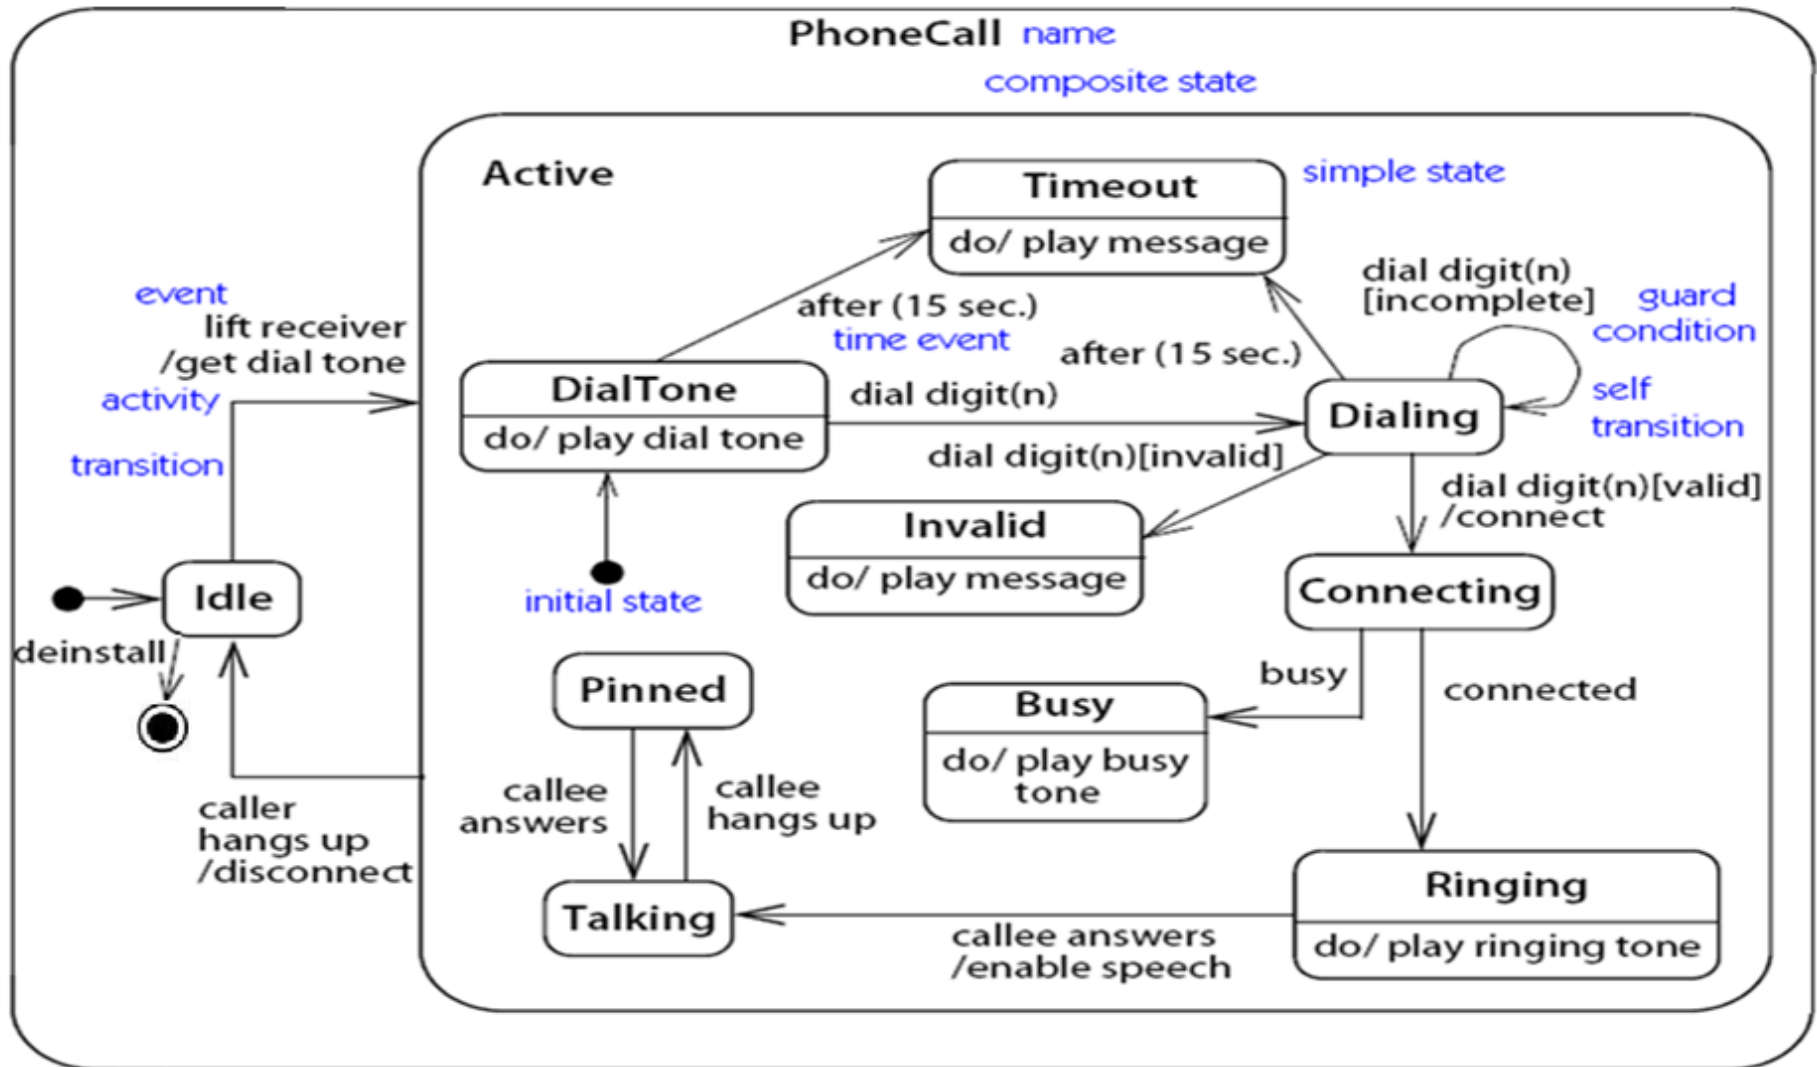 PhoneCall name
composite state
Active
Timeout
do/ play message
simple state
event
lift receiver
/get dial tone
activity
transition
after (15 sec.)
time event
after (15 sec.)
dial digit(n)
[incomplete]
guard
condition
self
transition
DialTone
do/ play dial tone
dial digit(n)
Dialing
dial digit(n)[invalid]
dial digit(n)[valid]
/connect
Invalid
do/ play message
initial state
Idle
deinstall
Connecting
Pinned
busy
connected
Busy
do/ play busy
tone
callee
answers
callee
hangs up
caller
hangs up
/disconnect
Talking
callee answers
/enable speech
Ringing
do/ play ringing tone